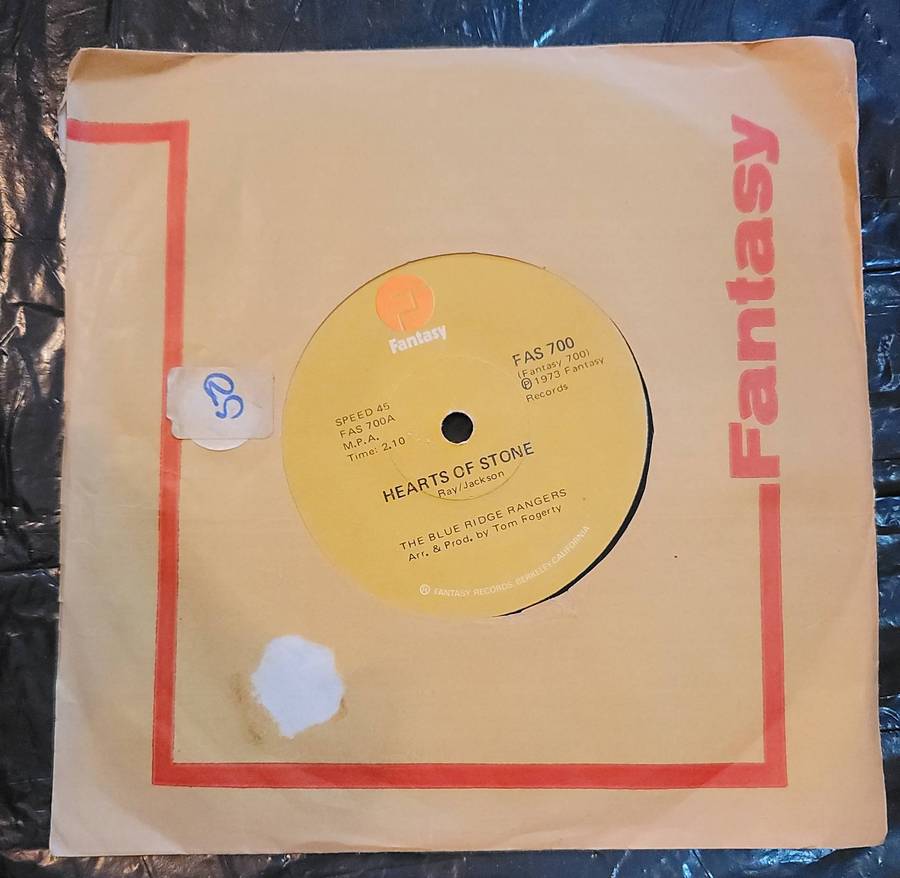 Fantasy
Fantasy
FAS 700
(Fantasy 700)
Ⓟ 1973 Fantasy
Records
SPEED 45
FAS 700A
M.P.A.
Time: 2.10
HEARTS OF STONE
Ray/Jackson
THE BLUE RIDGE RANGERS
Arr. & Prod. by Tom Fogerty
® FANTASY RECORDS, BERKELEY, CALIFORNIA
50